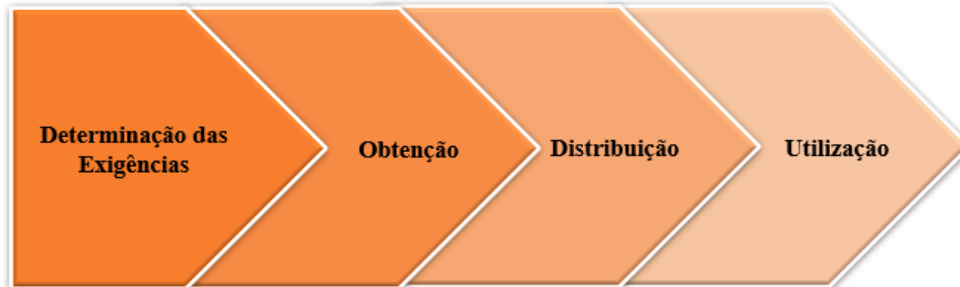 Determinação das
Exigências
Obtenção
Distribuição
Utilização